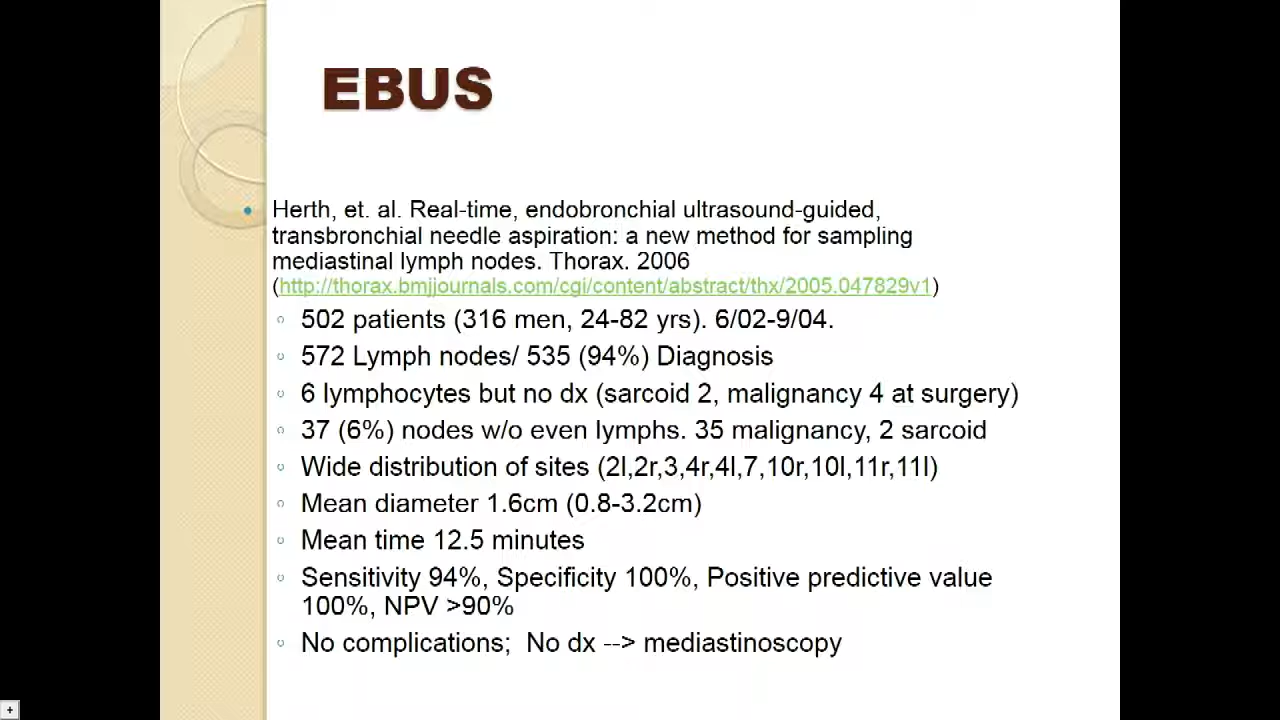 EBUS
Herth, et. al. Real-time, endobronchial ultrasound-guided,
transbronchial needle aspiration: a new method for sampling
mediastinal lymph nodes. Thorax. 2006
(http://thorax.bmjjournals.com/cgi/content/abstract/thx/2005.047829v1)
502 patients (316 men, 24-82 yrs). 6/02-9/04.
572 Lymph nodes/ 535 (94%) Diagnosis
6 lymphocytes but no dx (sarcoid 2, malignancy 4 at surgery)
37 (6%) nodes w/o even lymphs. 35 malignancy, 2 sarcoid
Wide distribution of sites (2l,2r,3,4r,4l,7,10r,10l,11r,11l)
Mean diameter 1.6cm (0.8-3.2cm)
Mean time 12.5 minutes
Sensitivity 94%, Specificity 100%, Positive predictive value
100%, NPV >90%
No complications;  No dx --> mediastinoscopy
+